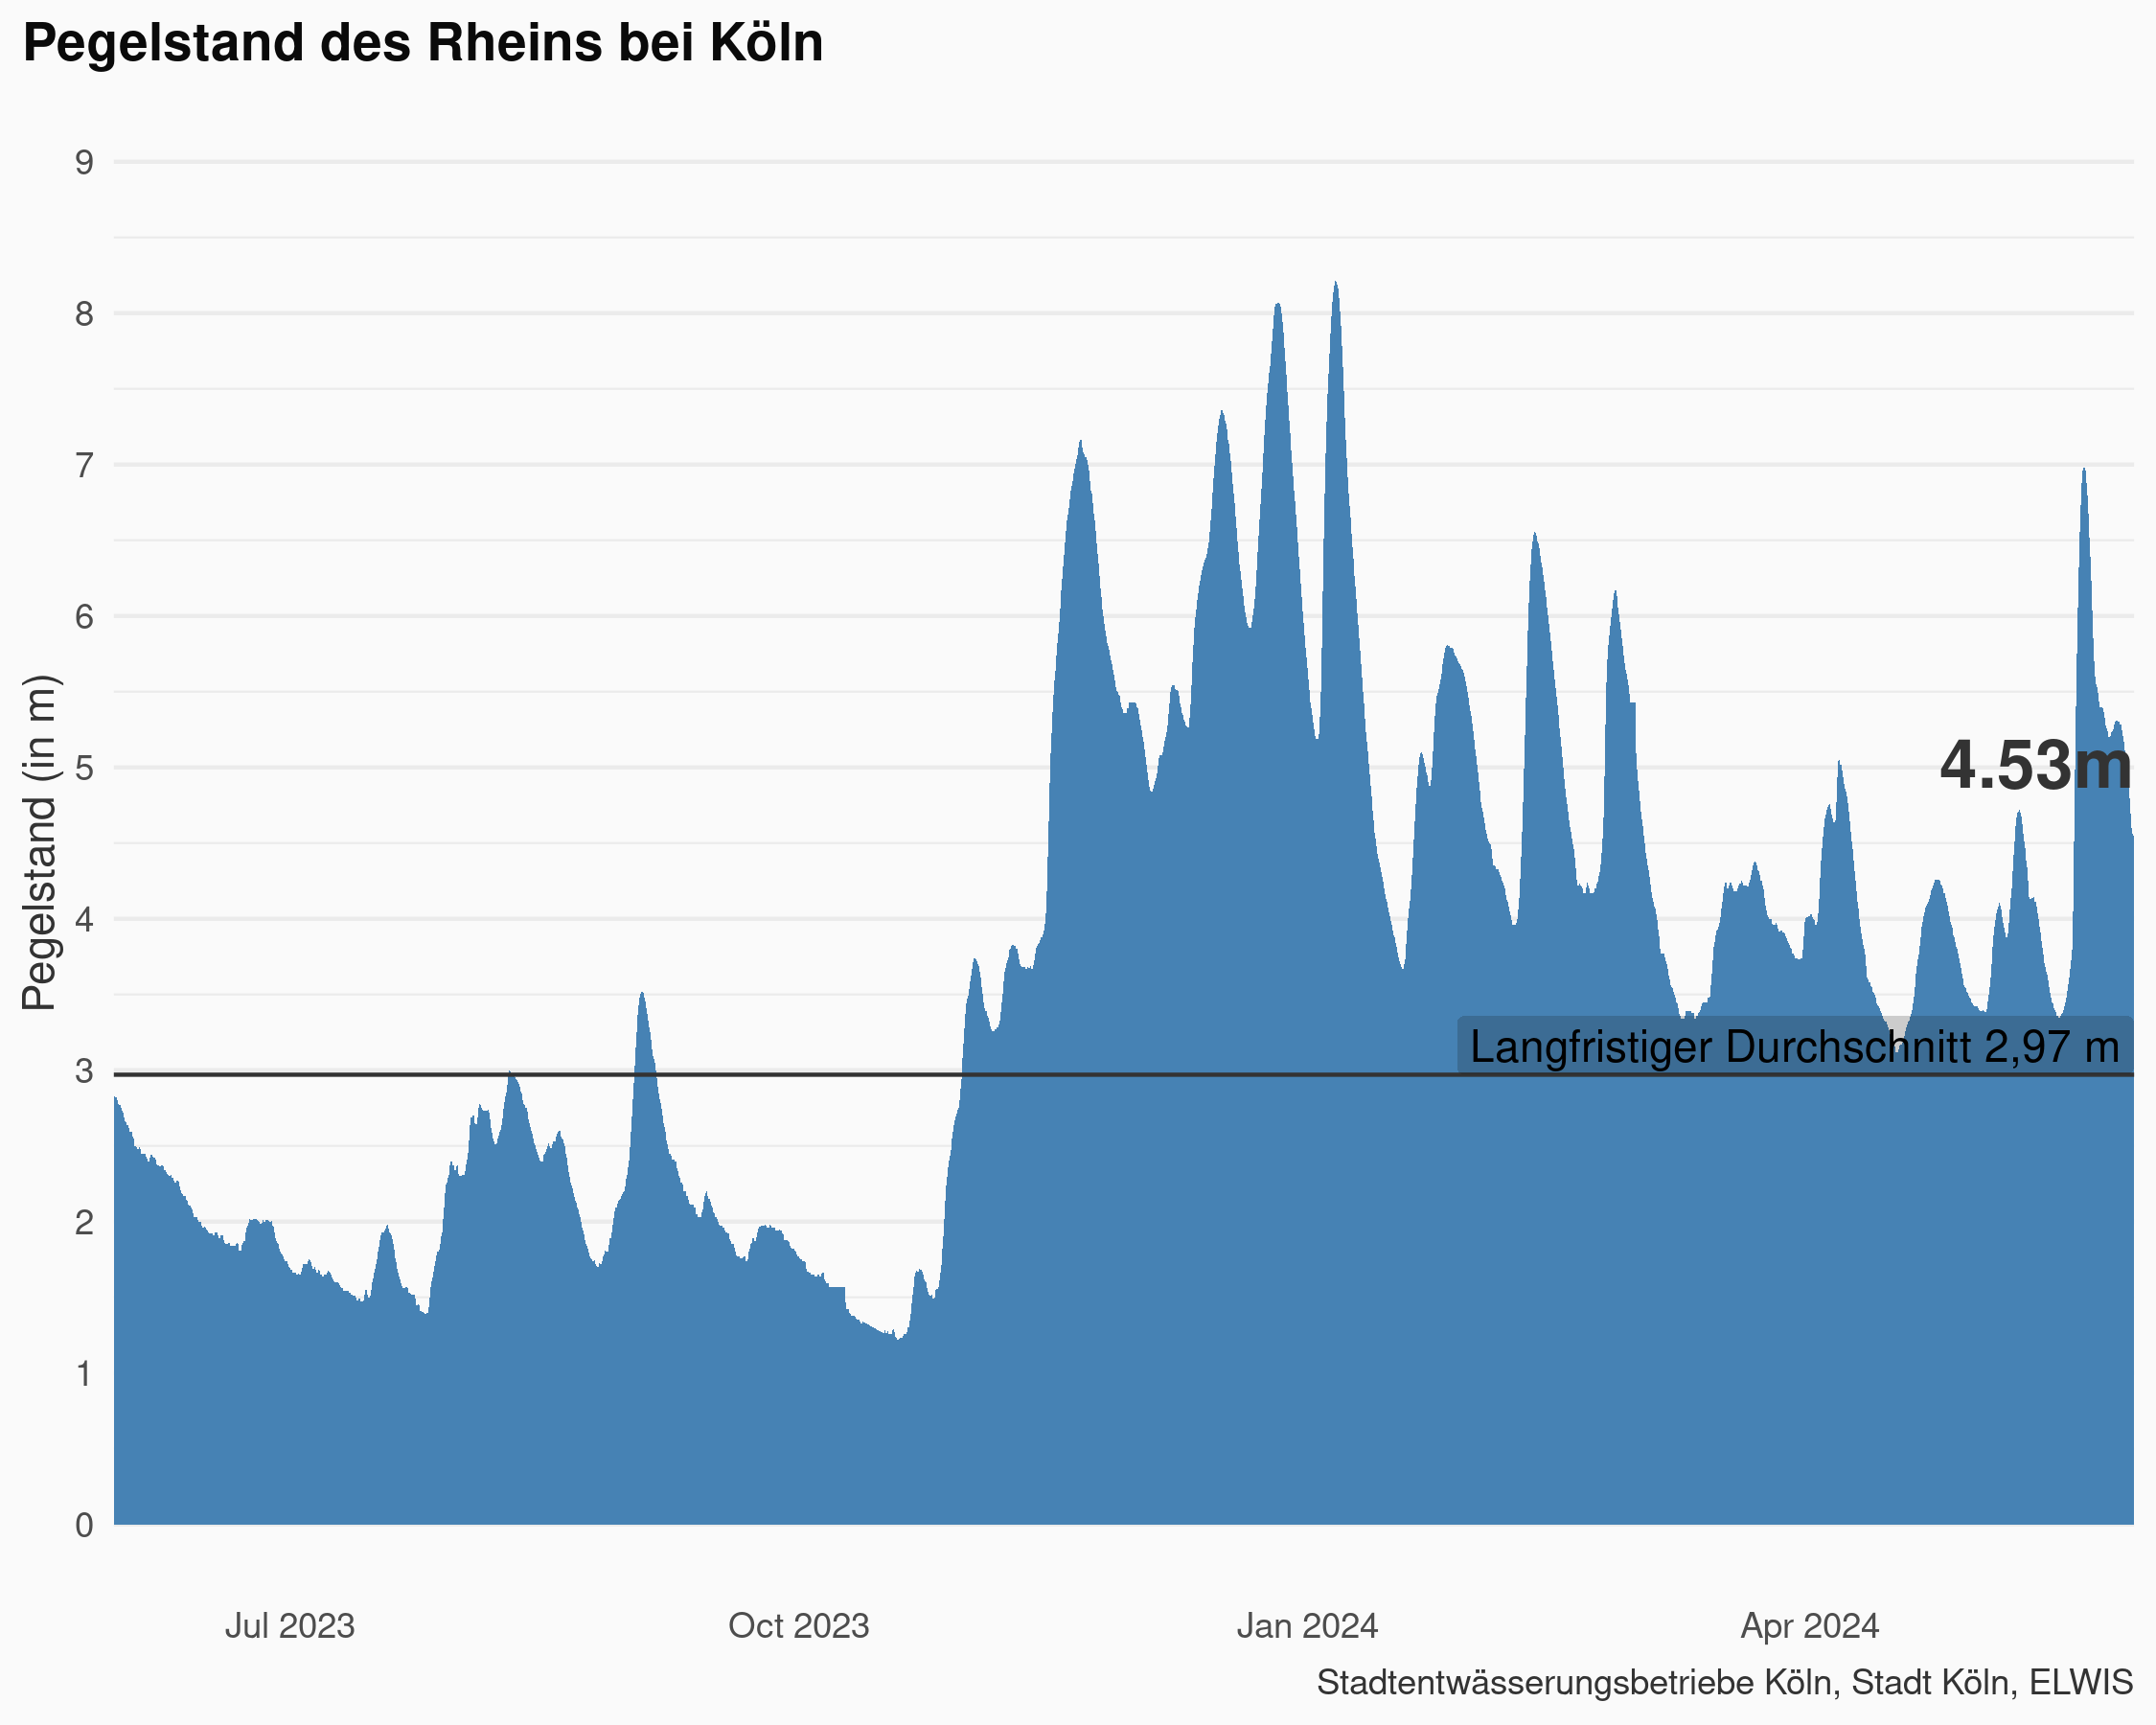 Pegelstand des Rheins bei Köln
Pegelstand (in m)
9
8
7
6
5
4
3
2
1
0
4.53m
Langfristiger Durchschnitt 2,97 m
Jul 2023
Oct 2023
Jan 2024
Apr 2024
Stadtentwässerungsbetriebe Köln, Stadt Köln, ELWIS